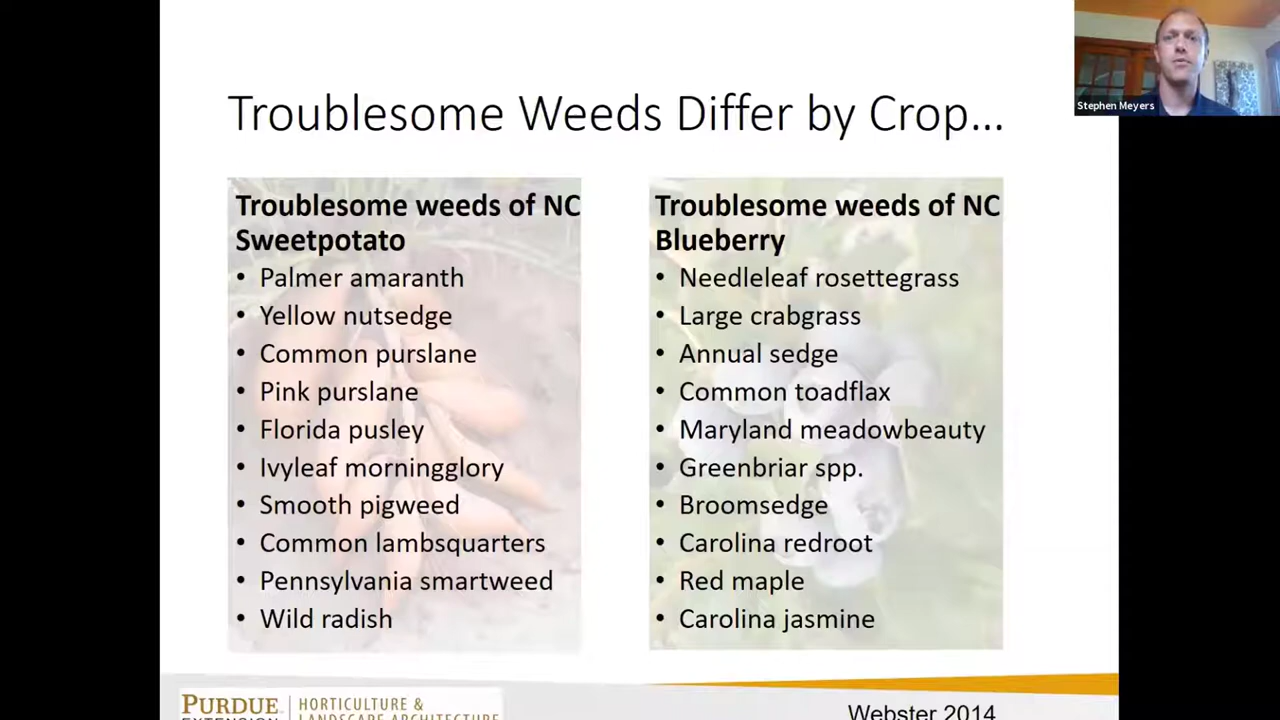 Stephen Meyers
Troublesome Weeds Differ by Crop...
Troublesome weeds of NC
Sweetpotato
• Palmer amaranth
• Yellow nutsedge
• Common purslane
• Pink purslane
• Florida pusley
• Ivyleaf morningglory
• Smooth pigweed
• Common lambsquarters
• Pennsylvania smartweed
• Wild radish
Troublesome weeds of NC
Blueberry
• Needleleaf rosettegrass
• Large crabgrass
• Annual sedge
• Common toadflax
• Maryland meadowbeauty
• Greenbriar spp.
• Broomsedge
• Carolina redroot
• Red maple
• Carolina jasmine
PURDUE
EXTENSION
HORTICULTURE &
LANDSCAPE ARCHITECTURE
Webster 2014